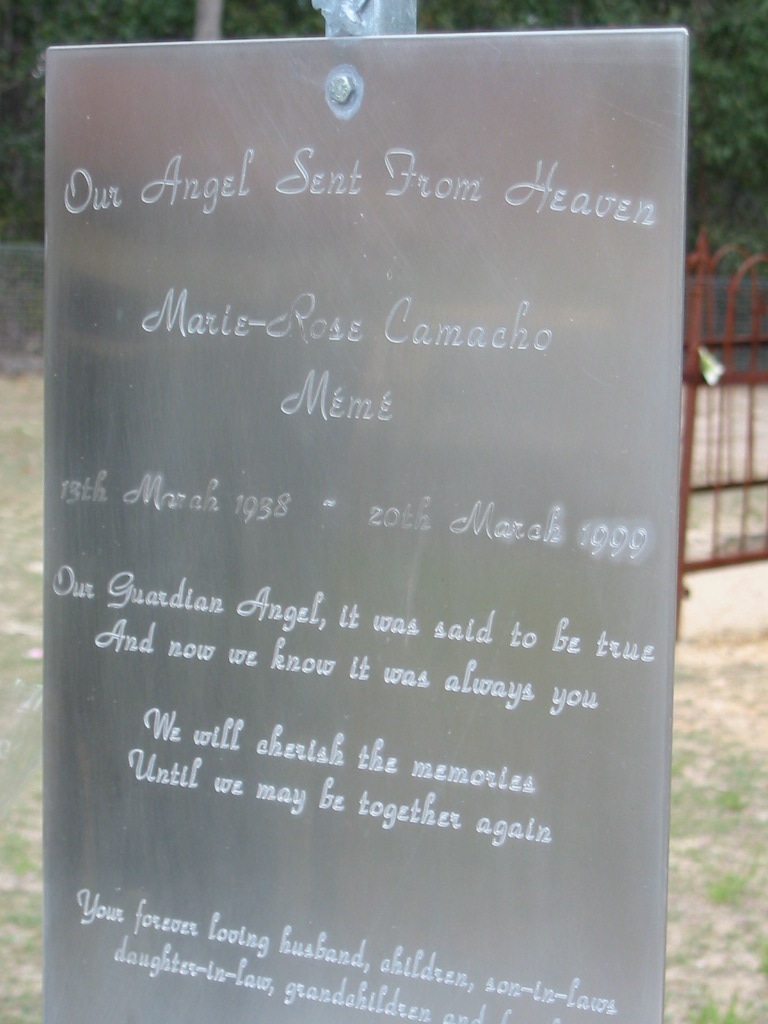 Our Angel Sent From Heaven
Marie-Rose Camacho
Mémé
13th March 1938 ~ 20th March 1999
Our Guardian Angel, it was said to be true
And now we know it was always you
We will cherish the memories
Until we may be together again
Your forever loving husband, children, son-in-laws
daughter-in-law, grandchildren and